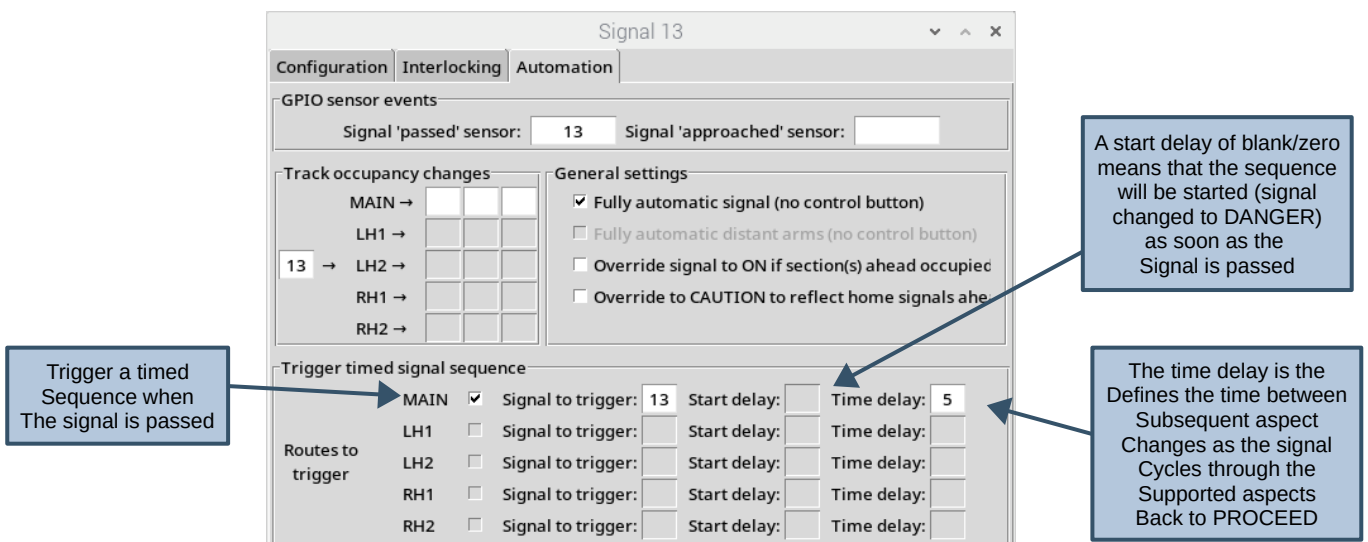 Signal 13
Configuration Interlocking Automation
GPIO sensor events
Signal 'passed' sensor: 13 Signal 'approached' sensor:
Track occupancy changes
MAIN →
LH1 →
13 → LH2 →
RH1 →
RH2 →
General settings
Fully automatic signal (no control button)
Fully automatic distant arms (no control button)
Override signal to ON if section(s) ahead occupied
Override to CAUTION to reflect home signals ahe
Trigger timed signal sequence
Routes to
trigger
MAIN Signal to trigger: 13 Start delay: Time delay: 5
LH1 Signal to trigger: Start delay: Time delay:
LH2 Signal to trigger: Start delay: Time delay:
RH1 Signal to trigger: Start delay: Time delay:
RH2 Signal to trigger: Start delay: Time delay:
Trigger a timed
Sequence when
The signal is passed
A start delay of blank/zero
means that the sequence
will be started (signal
changed to DANGER)
as soon as the
Signal is passed
The time delay is the
Defines the time between
Subsequent aspect
Changes as the signal
Cycles through the
Supported aspects
Back to PROCEED